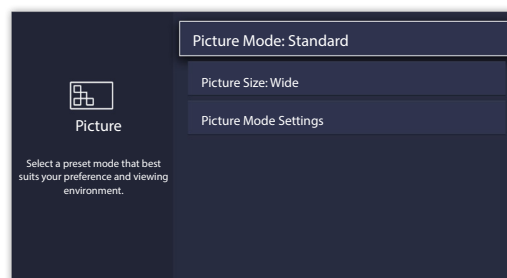 Picture Mode: Standard
Picture Size: Wide
Picture Mode Settings
Picture
Select a preset mode that best
suits your preference and viewing
environment.